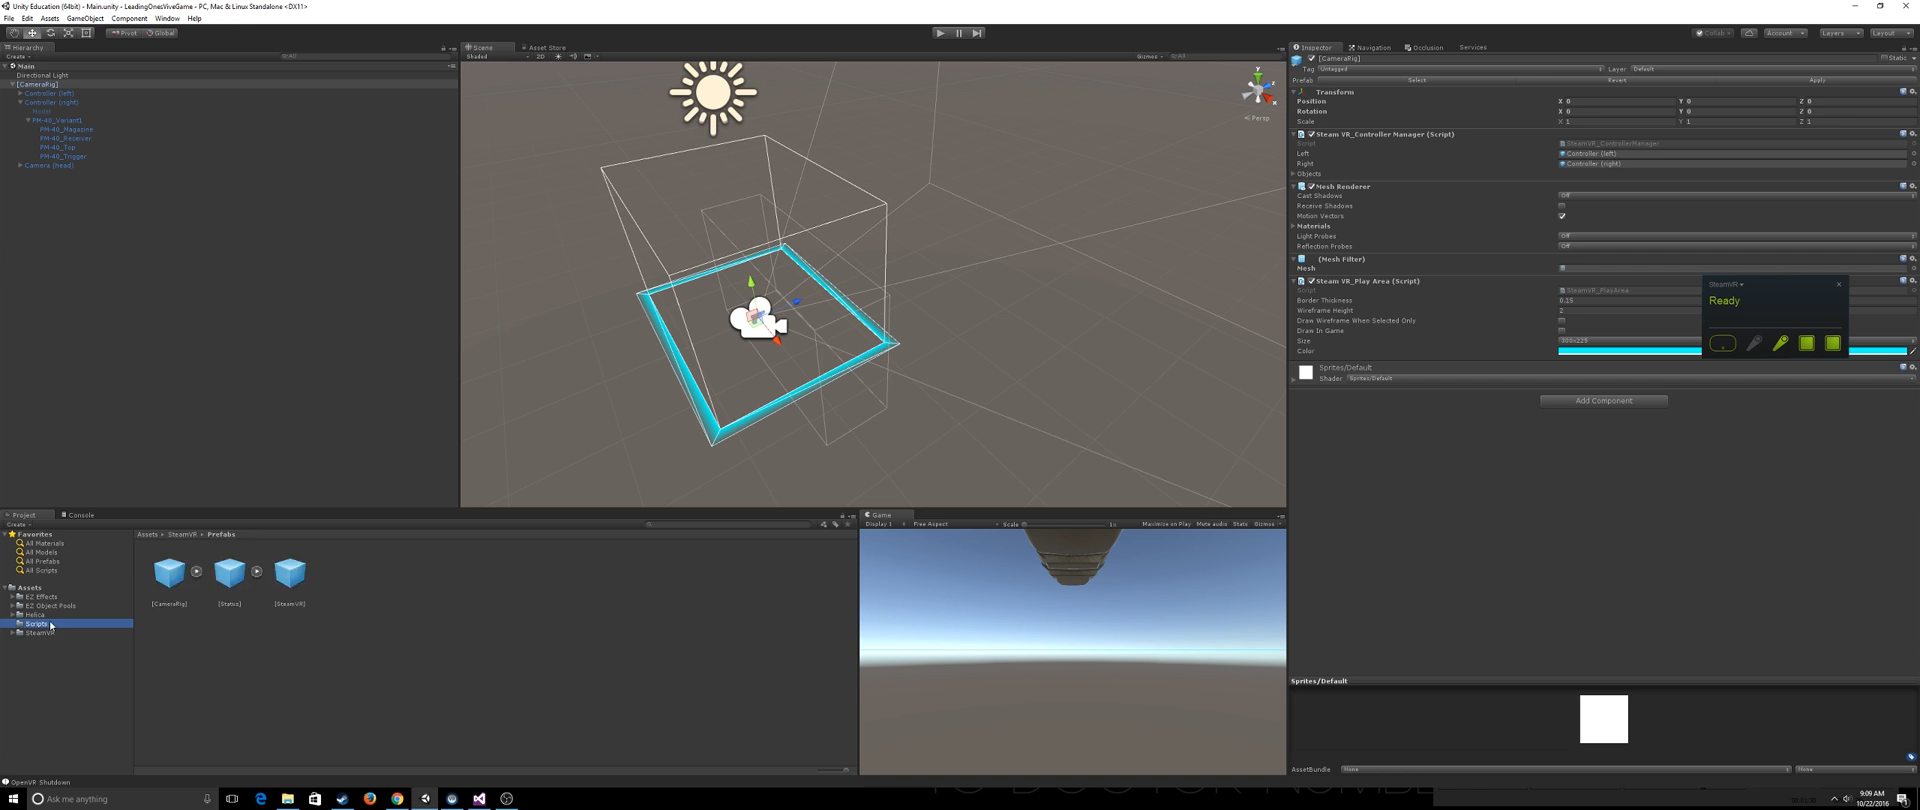 Unity Education (64bit) - Main.unity - LeadingOnesViveGame - PC, Mac & Linux Standalone <DX11>
File Edit Assets GameObject Component Window Help
Pivot Global
Collab Account Layers Layout
Hierarchy
Create All
Main
Directional Light
[CameraRig]
Controller (left)
Controller (right)
Model
PM-40_Variant1
PM-40_Magazine
PM-40_Receiver
PM-40_Top
PM-40_Trigger
Camera (head)
Scene Asset Store
Shaded 2D Gizmos All
y
x
Persp
Inspector Navigation Occlusion Services
[CameraRig] Static
Tag Untagged Layer Default
Prefab Select Revert Apply
Transform
Position X 0 Y 0 Z 0
Rotation X 0 Y 0 Z 0
Scale X 1 Y 1 Z 1
Steam VR_Controller Manager (Script)
Script SteamVR_ControllerManager
Left Controller (left)
Right Controller (right)
Objects
Mesh Renderer
Cast Shadows Off
Receive Shadows
Motion Vectors
Materials
Light Probes Off
Reflection Probes Off
(Mesh Filter)
Mesh
Steam VR_Play Area (Script)
Script SteamVR_PlayArea
Border Thickness 0.15
Wireframe Height 2
Draw Wireframe When Selected Only
Draw In Game
Size 300x225
Color
SteamVR
Ready
Sprites/Default
Shader Sprites/Default
Add Component
Project Console
Create
Favorites
All Materials
All Models
All Prefabs
All Scripts
Assets
EZ Effects
EZ Object Pools
Helica
Scripts
SteamVR
Assets SteamVR Prefabs
[CameraRig] [Status] [SteamVR]
Game
Display 1 Free Aspect Scale 1x Maximise on Play Mute audio Stats Gizmos
Sprites/Default
AssetBundle None None
OpenVR Shutdown
Ask me anything
9:09 AM
10/22/2016